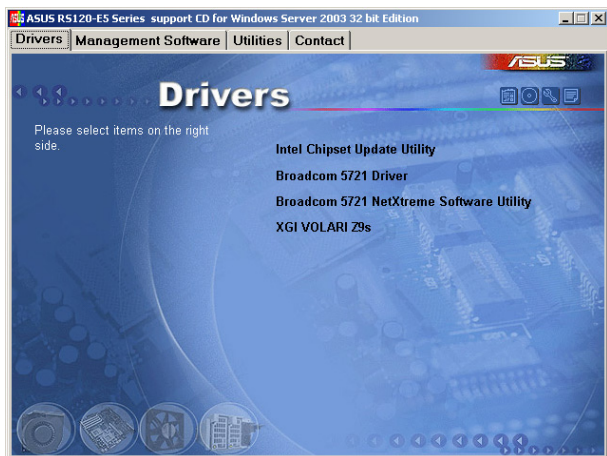 ASUS RS120-E5 Series support CD for Windows Server 2003 32 bit Edition
Drivers Management Software Utilities Contact
ASUS
Drivers
Please select items on the right
side.
Intel Chipset Update Utility
Broadcom 5721 Driver
Broadcom 5721 NetXtreme Software Utility
XGI VOLARI Z9s